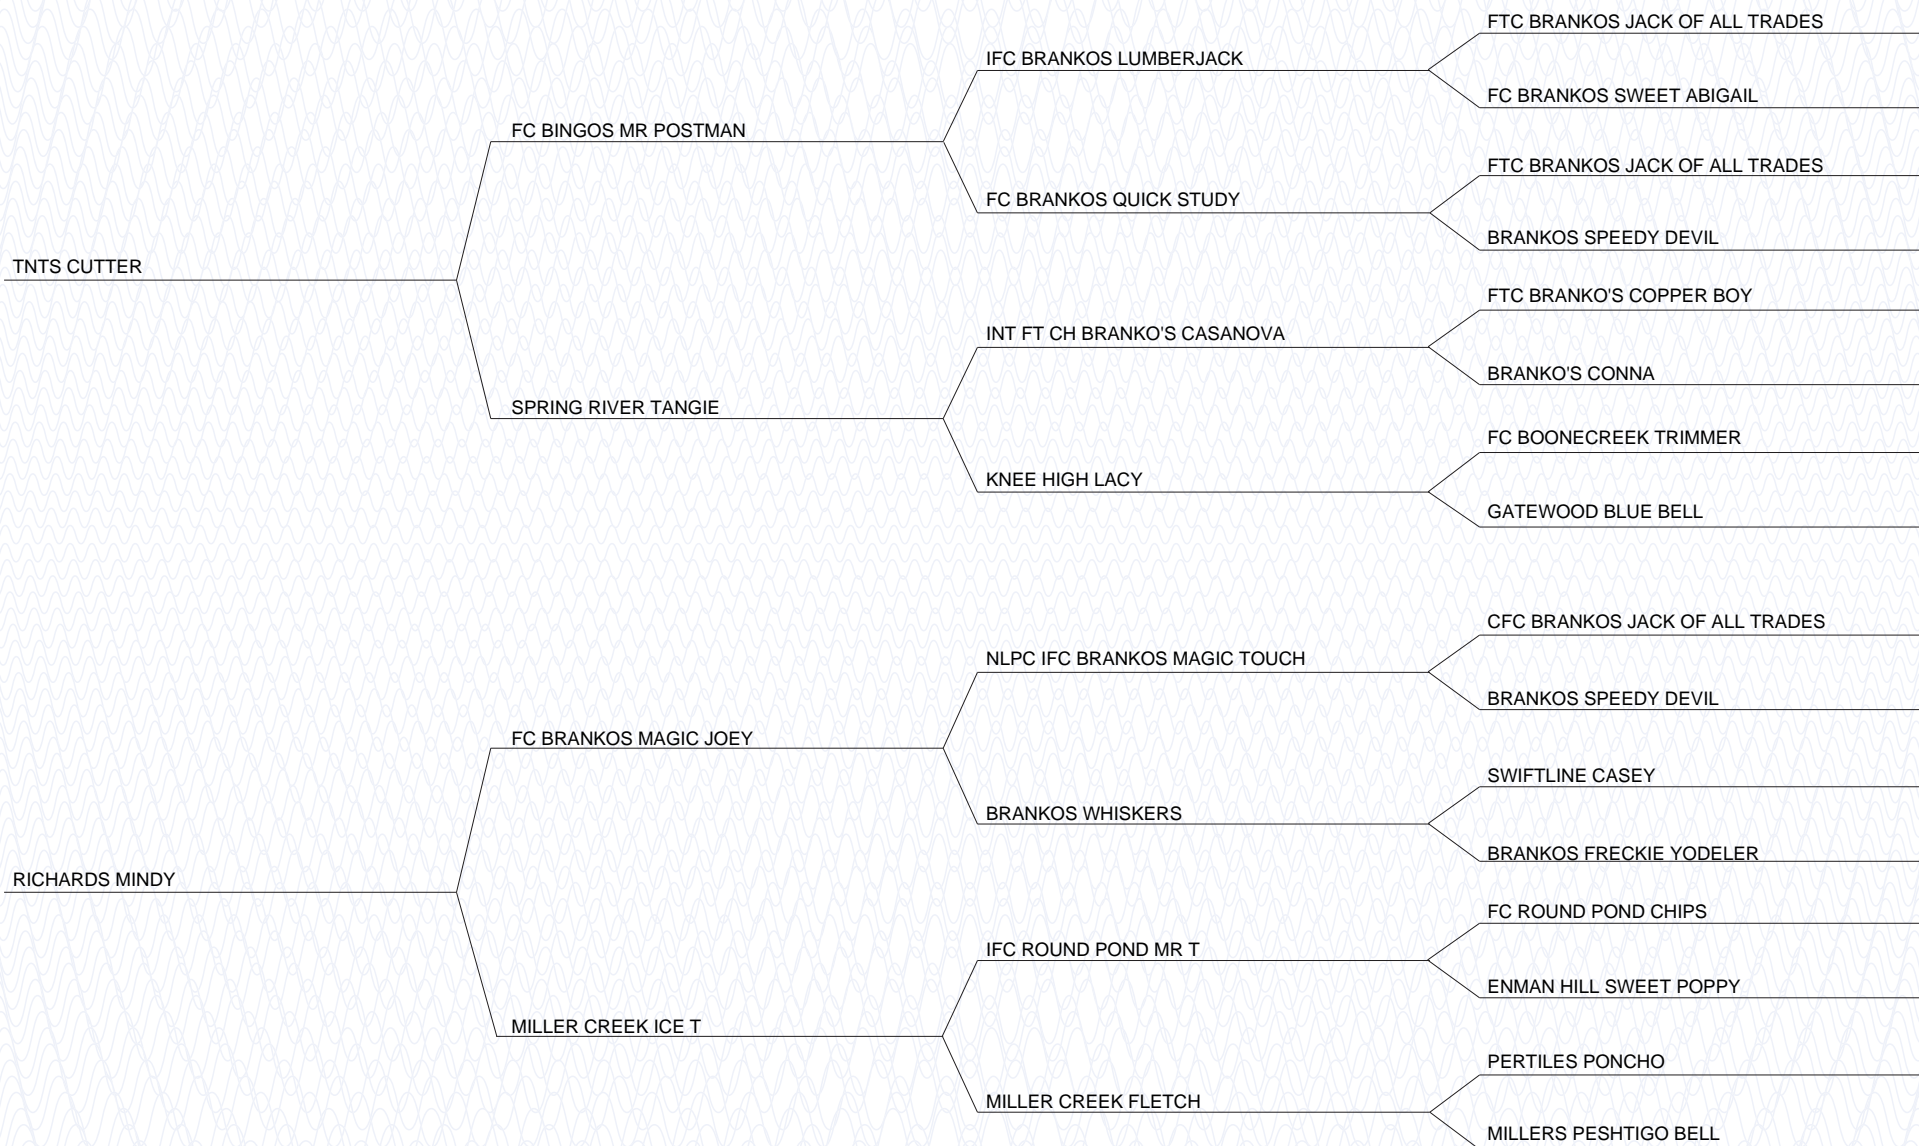 FTC BRANKOS JACK OF ALL TRADES
IFC BRANKOS LUMBERJACK
FC BRANKOS SWEET ABIGAIL
FC BINGOS MR POSTMAN
FTC BRANKOS JACK OF ALL TRADES
FC BRANKOS QUICK STUDY
BRANKOS SPEEDY DEVIL
TNTS CUTTER
FTC BRANKO'S COPPER BOY
INT FT CH BRANKO'S CASANOVA
BRANKO'S CONNA
SPRING RIVER TANGIE
FC BOONECREEK TRIMMER
KNEE HIGH LACY
GATEWOOD BLUE BELL
CFC BRANKOS JACK OF ALL TRADES
NLPC IFC BRANKOS MAGIC TOUCH
BRANKOS SPEEDY DEVIL
FC BRANKOS MAGIC JOEY
SWIFTLINE CASEY
BRANKOS WHISKERS
BRANKOS FRECKIE YODELER
RICHARDS MINDY
FC ROUND POND CHIPS
IFC ROUND POND MR T
ENMAN HILL SWEET POPPY
MILLER CREEK ICE T
PERTILES PONCHO
MILLER CREEK FLETCH
MILLERS PESHTIGO BELL